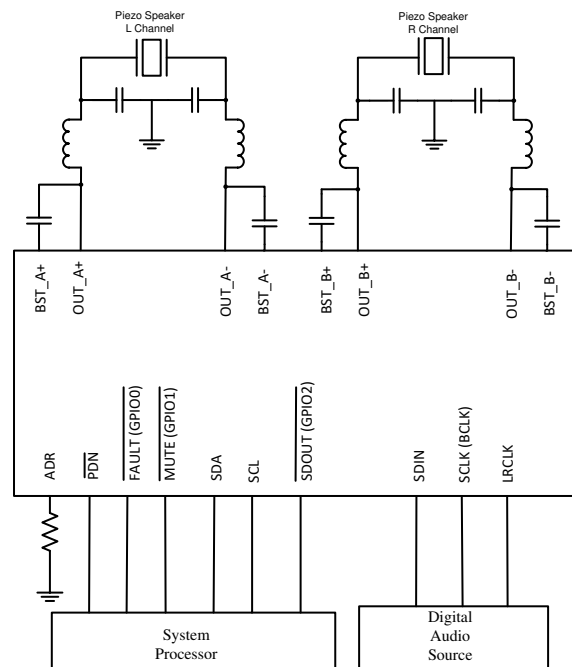 Piezo Speaker
L Channel
Piezo Speaker
R Channel
BST_A+
OUT_A+
OUT_A-
BST_A-
BST_B+
OUT_B+
OUT_B-
BST_B-
ADR
PDN
FAULT (GPIO0)
MUTE (GPIO1)
SDA
SCL
SDOUT (GPIO2)
SDIN
SCLK (BCLK)
LRCLK
System
Processor
Digital
Audio
Source